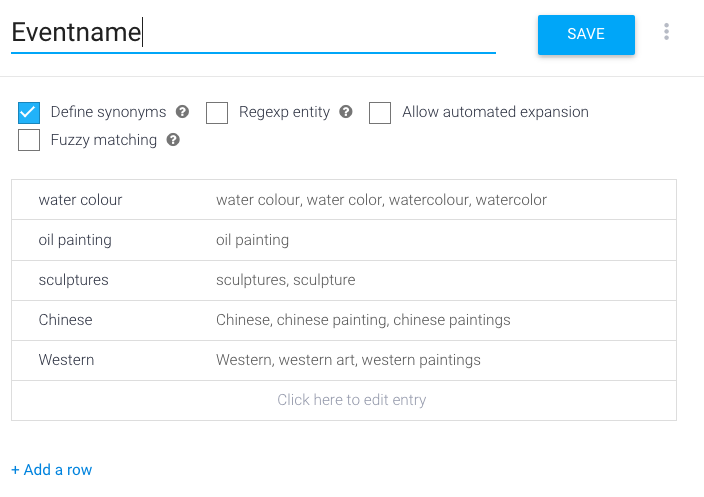 Eventname
SAVE
Define synonyms ? Regexp entity ? Allow automated expansion
Fuzzy matching ?
water colour water colour, water color, watercolour, watercolor
oil painting oil painting
sculptures sculptures, sculpture
Chinese Chinese, chinese painting, chinese paintings
Western Western, western art, western paintings
Click here to edit entry
+ Add a row